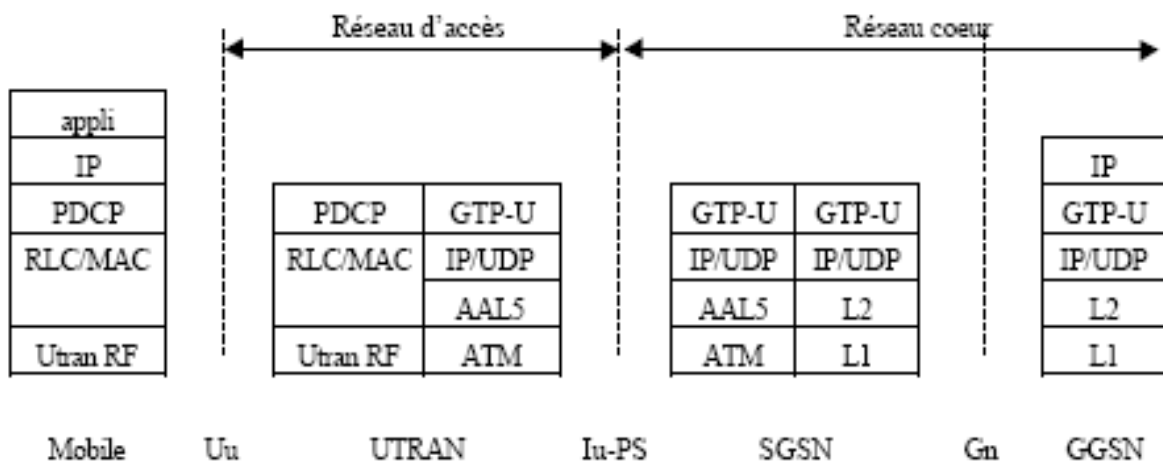 Réseau d'accès Réseau coeur
appli
IP IP
PDCP PDCP GTP-U GTP-U GTP-U GTP-U
RLC/MAC RLC/MAC IP/UDP IP/UDP IP/UDP IP/UDP
AAL5 AAL5 L2 L2
Utran RF Utran RF ATM ATM L1 L1
Mobile Uu UTRAN Iu-PS SGSN Gn GGSN